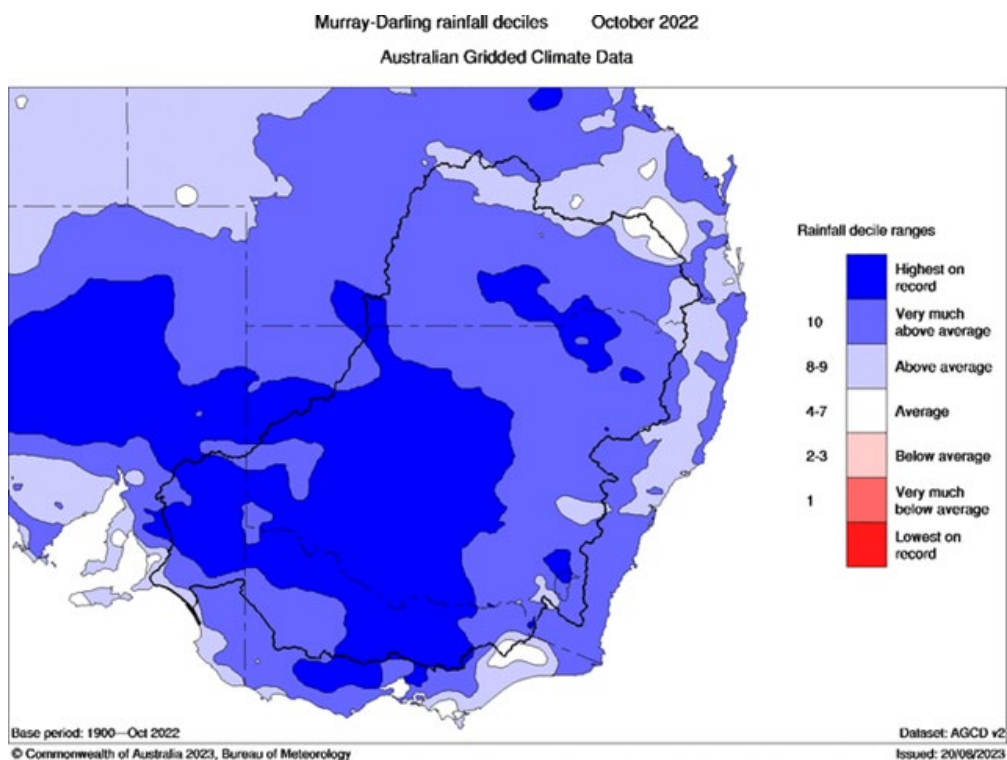 Murray-Darling rainfall deciles October 2022
Australian Gridded Climate Data
Rainfall decile ranges
Highest on
record
10
Very much
above average
8-9
Above average
4-7
Average
2-3
Below average
1
Very much
below average
Lowest on
record
Base period: 1900—Oct 2022
Dataset: AGCD v2
© Commonwealth of Australia 2023, Bureau of Meteorology
Issued: 20/06/2023